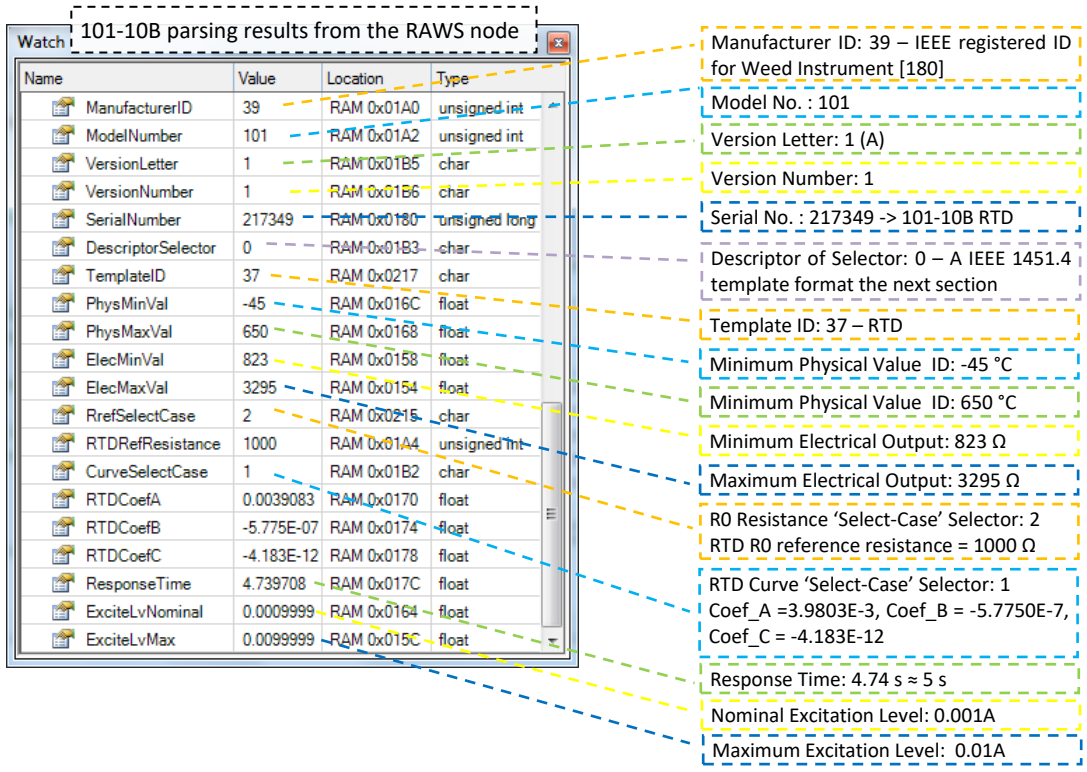 Watch
101-10B parsing results from the RAWS node
Name Value Location Type
ManufacturerID 39 RAM 0x01A0 unsigned int
ModelNumber 101 RAM 0x01A2 unsigned int
VersionLetter 1 RAM 0x01B5 char
VersionNumber 1 RAM 0x01B6 char
SerialNumber 217349 RAM 0x0180 unsigned long
DescriptorSelector 0 RAM 0x01B3 char
TemplateID 37 RAM 0x0217 char
PhysMinVal -45 RAM 0x016C float
PhysMaxVal 650 RAM 0x0168 float
ElecMinVal 823 RAM 0x0158 float
ElecMaxVal 3295 RAM 0x0154 float
RrefSelectCase 2 RAM 0x0215 char
RTDRefResistance 1000 RAM 0x01A4 unsigned int
CurveSelectCase 1 RAM 0x01B2 char
RTDCoefA 0.0039083 RAM 0x0170 float
RTDCoefB -5.775E-07 RAM 0x0174 float
RTDCoefC -4.183E-12 RAM 0x0178 float
ResponseTime 4.739708 RAM 0x017C float
ExciteLvNominal 0.0009999 RAM 0x0164 float
ExciteLvMax 0.0099999 RAM 0x015C float
Manufacturer ID: 39 – IEEE registered ID
for Weed Instrument [180]
Model No. : 101
Version Letter: 1 (A)
Version Number: 1
Serial No. : 217349 -> 101-10B RTD
Descriptor of Selector: 0 – A IEEE 1451.4
template format the next section
Template ID: 37 – RTD
Minimum Physical Value ID: -45 °C
Minimum Physical Value ID: 650 °C
Minimum Electrical Output: 823 Ω
Maximum Electrical Output: 3295 Ω
R0 Resistance ‘Select-Case’ Selector: 2
RTD R0 reference resistance = 1000 Ω
RTD Curve ‘Select-Case’ Selector: 1
Coef_A =3.9803E-3, Coef_B = -5.7750E-7,
Coef_C = -4.183E-12
Response Time: 4.74 s ≈ 5 s
Nominal Excitation Level: 0.001A
Maximum Excitation Level: 0.01A